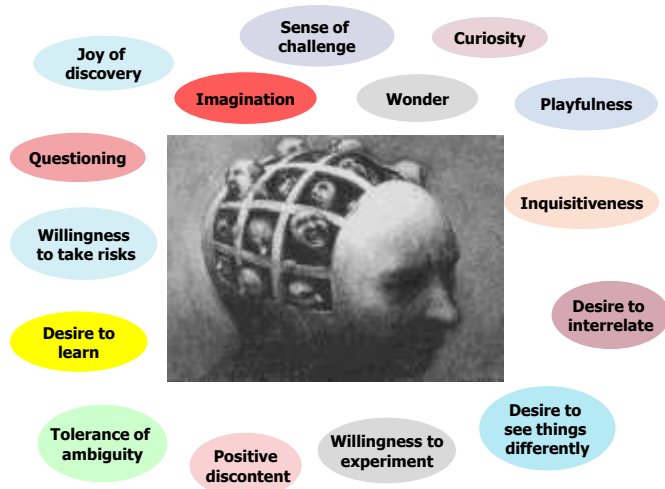 Sense of
challenge
Curiosity
Joy of
discovery
Imagination
Wonder
Playfulness
Questioning
Inquisitiveness
Willingness
to take risks
Desire to
interrelate
Desire to
learn
Desire to
see things
differently
Tolerance of
ambiguity
Positive
discontent
Willingness to
experiment